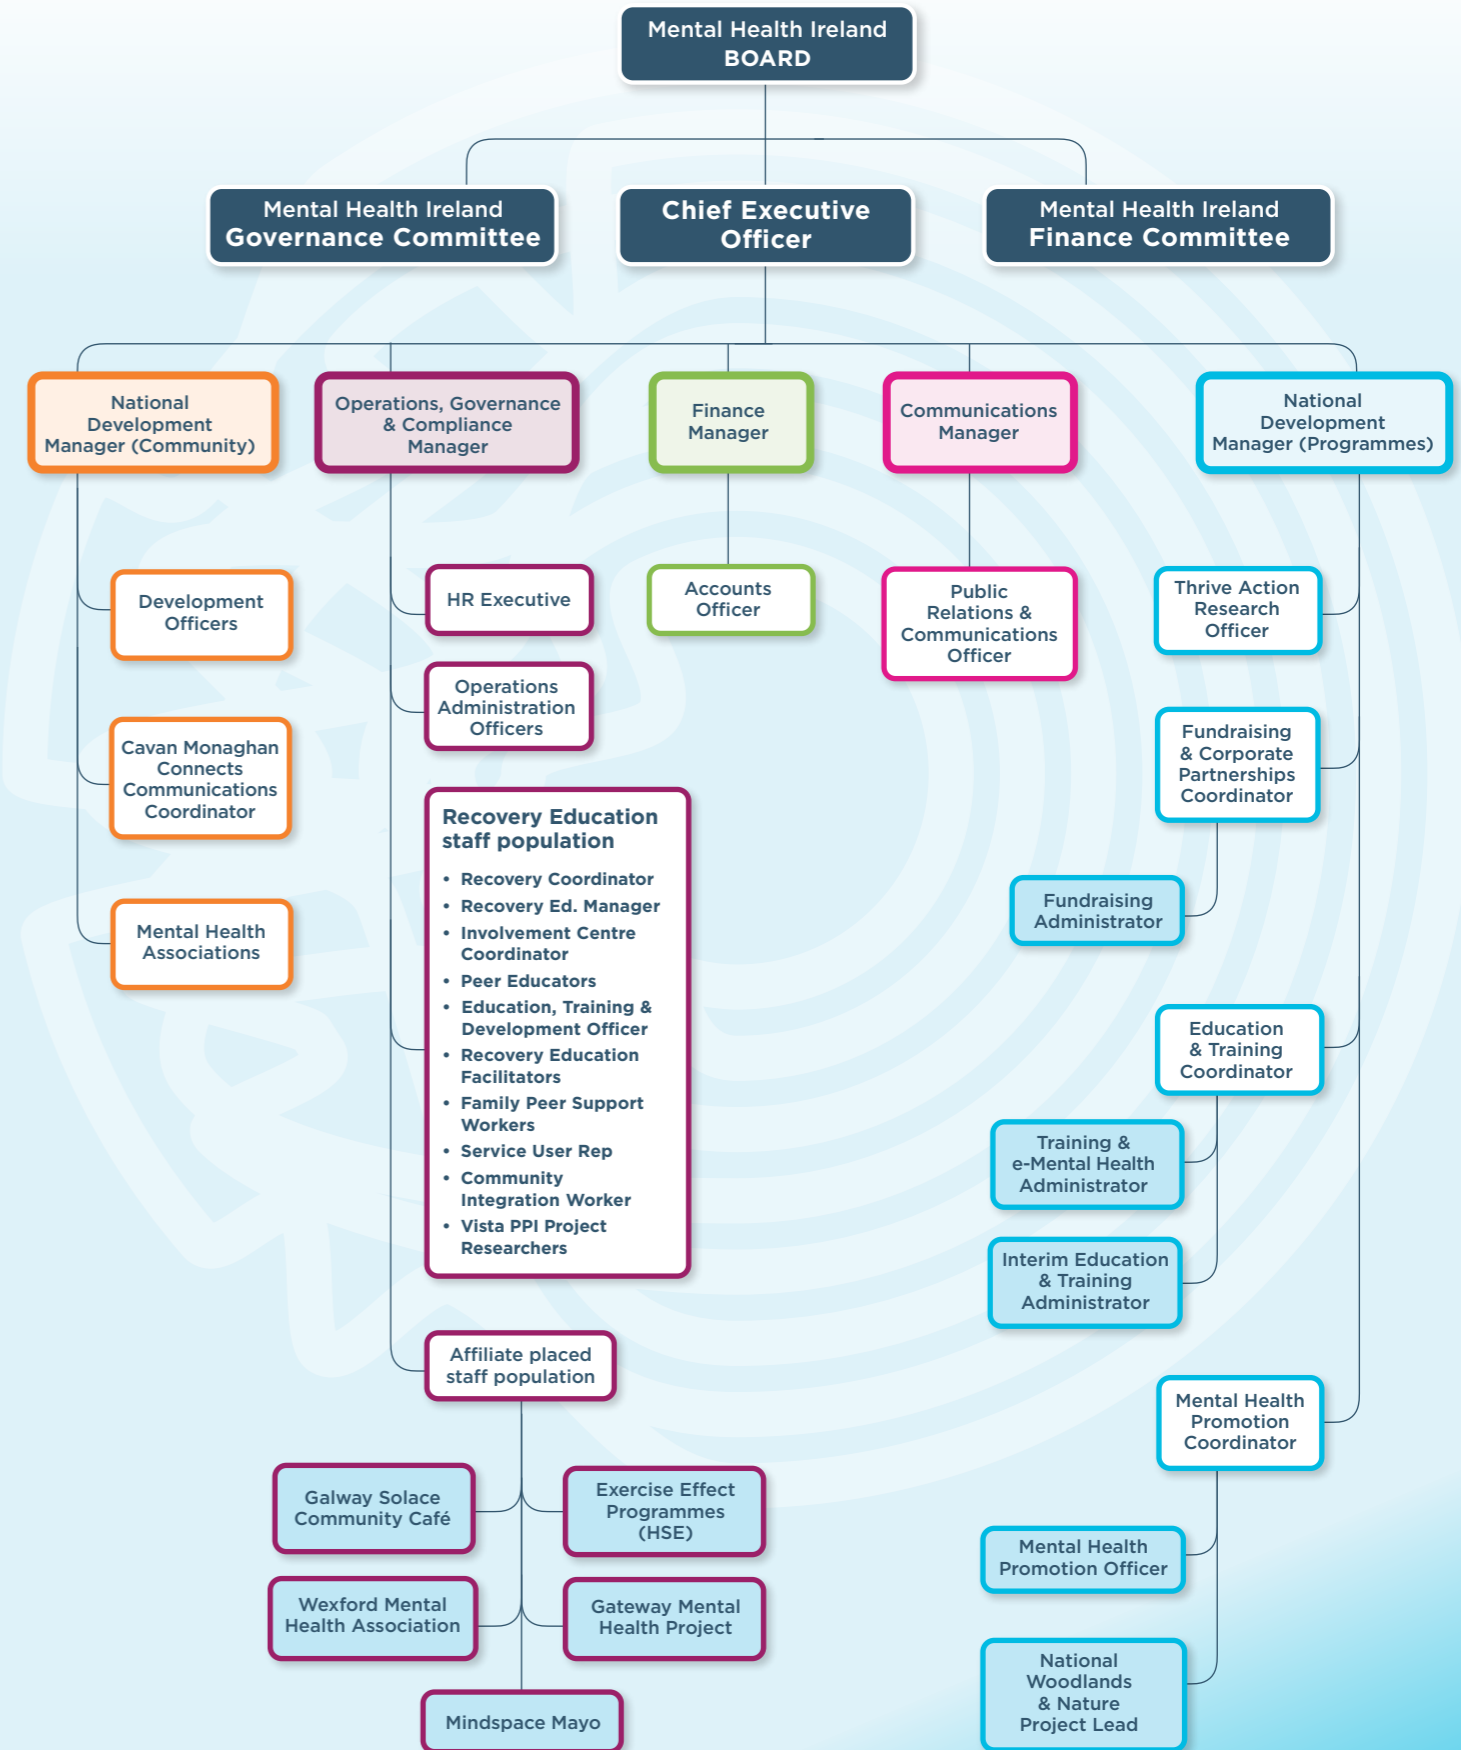 Mental Health Ireland
BOARD
Mental Health Ireland
Governance Committee
Chief Executive
Officer
Mental Health Ireland
Finance Committee
National
Development
Manager (Community)
Operations, Governance
& Compliance
Manager
Finance
Manager
Communications
Manager
National
Development
Manager (Programmes)
Development
Officers
Cavan Monaghan
Connects
Communications
Coordinator
Mental Health
Associations
HR Executive
Operations
Administration
Officers
Recovery Education
staff population
• Recovery Coordinator
• Recovery Ed. Manager
• Involvement Centre
Coordinator
• Peer Educators
• Education, Training &
Development Officer
• Recovery Education
Facilitators
• Family Peer Support
Workers
• Service User Rep
• Community
Integration Worker
• Vista PPI Project
Researchers
Affiliate placed
staff population
Galway Solace
Community Café
Exercise Effect
Programmes
(HSE)
Wexford Mental
Health Association
Gateway Mental
Health Project
Mindspace Mayo
Accounts
Officer
Public
Relations &
Communications
Officer
Thrive Action
Research
Officer
Fundraising
& Corporate
Partnerships
Coordinator
Fundraising
Administrator
Education
& Training
Coordinator
Training &
e-Mental Health
Administrator
Interim Education
& Training
Administrator
Mental Health
Promotion
Coordinator
Mental Health
Promotion Officer
National
Woodlands
& Nature
Project Lead